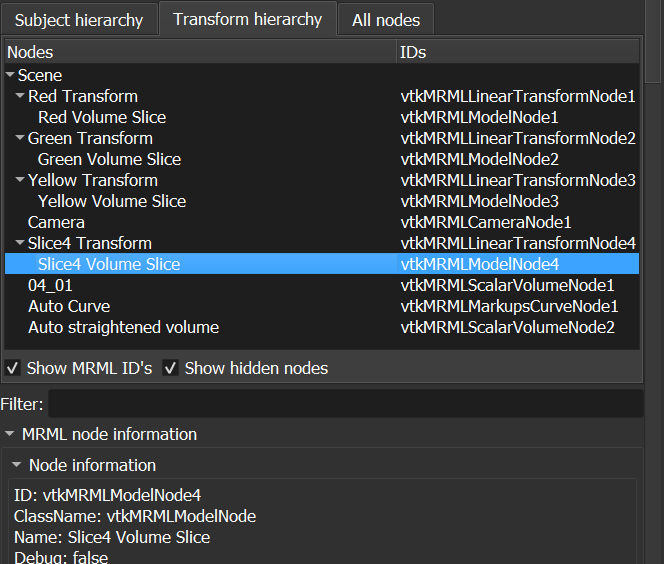 Subject hierarchy Transform hierarchy All nodes
Nodes IDs
Scene
Red Transform vtkMRMLLinearTransformNode1
Red Volume Slice vtkMRMLModelNode1
Green Transform vtkMRMLLinearTransformNode2
Green Volume Slice vtkMRMLModelNode2
Yellow Transform vtkMRMLLinearTransformNode3
Yellow Volume Slice vtkMRMLModelNode3
Camera vtkMRMLCameraNode1
Slice4 Transform vtkMRMLLinearTransformNode4
Slice4 Volume Slice vtkMRMLModelNode4
04_01 vtkMRMLScalarVolumeNode1
Auto Curve vtkMRMLMarkupsCurveNode1
Auto straightened volume vtkMRMLScalarVolumeNode2
Show MRML ID's Show hidden nodes
Filter:
MRML node information
Node information
ID: vtkMRMLModelNode4
ClassName: vtkMRMLModelNode
Name: Slice4 Volume Slice
Debug: false